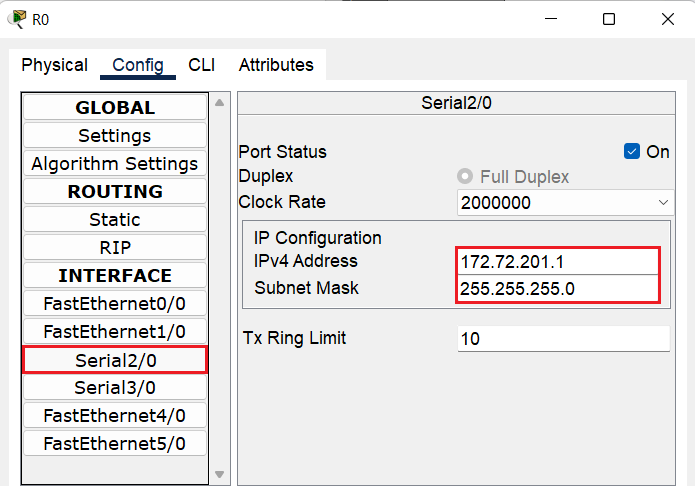 R0
Physical Config CLI Attributes
GLOBAL
Settings
Algorithm Settings
ROUTING
Static
RIP
INTERFACE
FastEthernet0/0
FastEthernet1/0
Serial2/0
Serial3/0
FastEthernet4/0
FastEthernet5/0
Serial2/0
Port Status On
Duplex Full Duplex
Clock Rate 2000000
IP Configuration
IPv4 Address 172.72.201.1
Subnet Mask 255.255.255.0
Tx Ring Limit 10